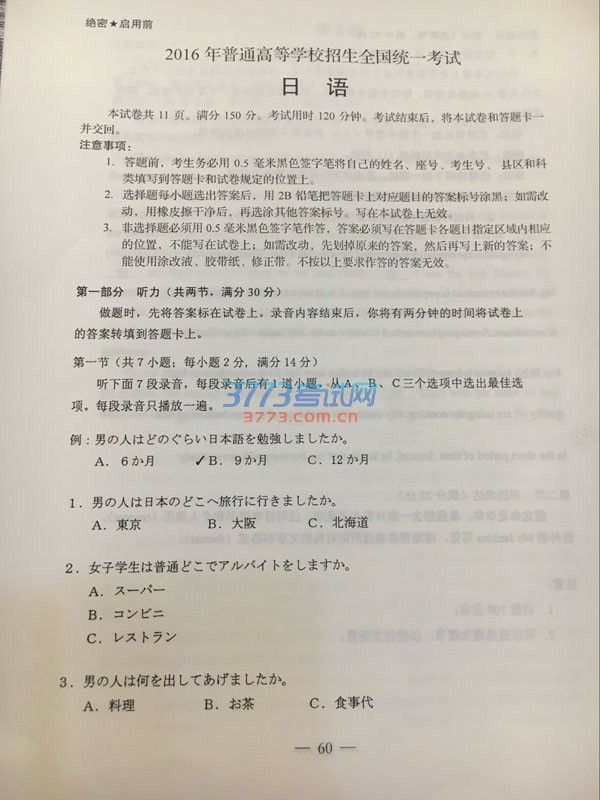 绝密★启用前
2016 年普通高等学校招生全国统一考试
日 语
本试卷共 11 页。满分 150 分。考试用时 120 分钟。考试结束后，将本试卷和答题卡一
并交回。
注意事项：
1. 答题前，考生务必用 0.5 毫米黑色签字笔将自己的姓名、座号、考生号、县区和科
类填写到答题卡和试卷规定的位置上。
2. 选择题每小题选出答案后，用 2B 铅笔把答题卡上对应题目的答案标号涂黑；如需改
动，用橡皮擦干净后，再选涂其他答案标号。写在本试卷上无效。
3. 非选择题必须用 0.5 毫米黑色签字笔作答，答案必须写在答题卡各题目指定区域内相应
的位置，不能写在试卷上；如需改动，先划掉原来的答案，然后再写上新的答案；不
能使用涂改液、胶带纸、修正带。不按以上要求作答的答案无效。
第一部分 听力（共两节，满分 30 分）
做题时，先将答案标在试卷上。录音内容结束后，你将有两分钟的时间将试卷上
的答案转填到答题卡上。
第一节（共 7 小题；每小题 2 分，满分 14 分）
听下面 7 段录音，每段录音后有 1 道小题，从 A、B、C 三个选项中选出最佳选
项。每段录音只播放一遍。
3773考试网
3773.com.cn
例：男の人はどのぐらい日本語を勉強しましたか。
A．６か月 ✓B．９か月 C．12か月
１．男の人は日本のどこへ旅行に行きましたか。
A．東京 B．大阪 C．北海道
２．女子学生は普通どこでアルバイトをしますか。
A．スーパー
B．コンビニ
C．レストラン
３．男の人は何を出してあげましたか。
A．料理 B．お茶 C．食事代
— 60 —